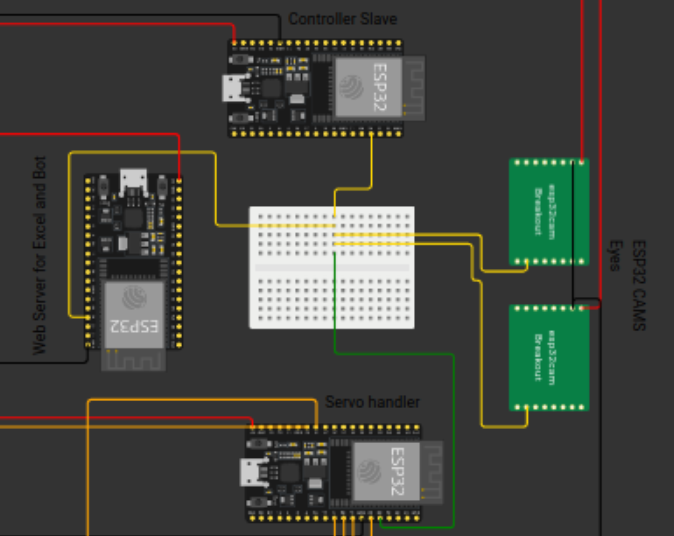 Controller Slave
ESP32
Web Server for Excel and Bot
ESP32
esp32cam
Breakout
ESP32 CAMS
Eyes
esp32cam
Breakout
Servo handler
ESP32